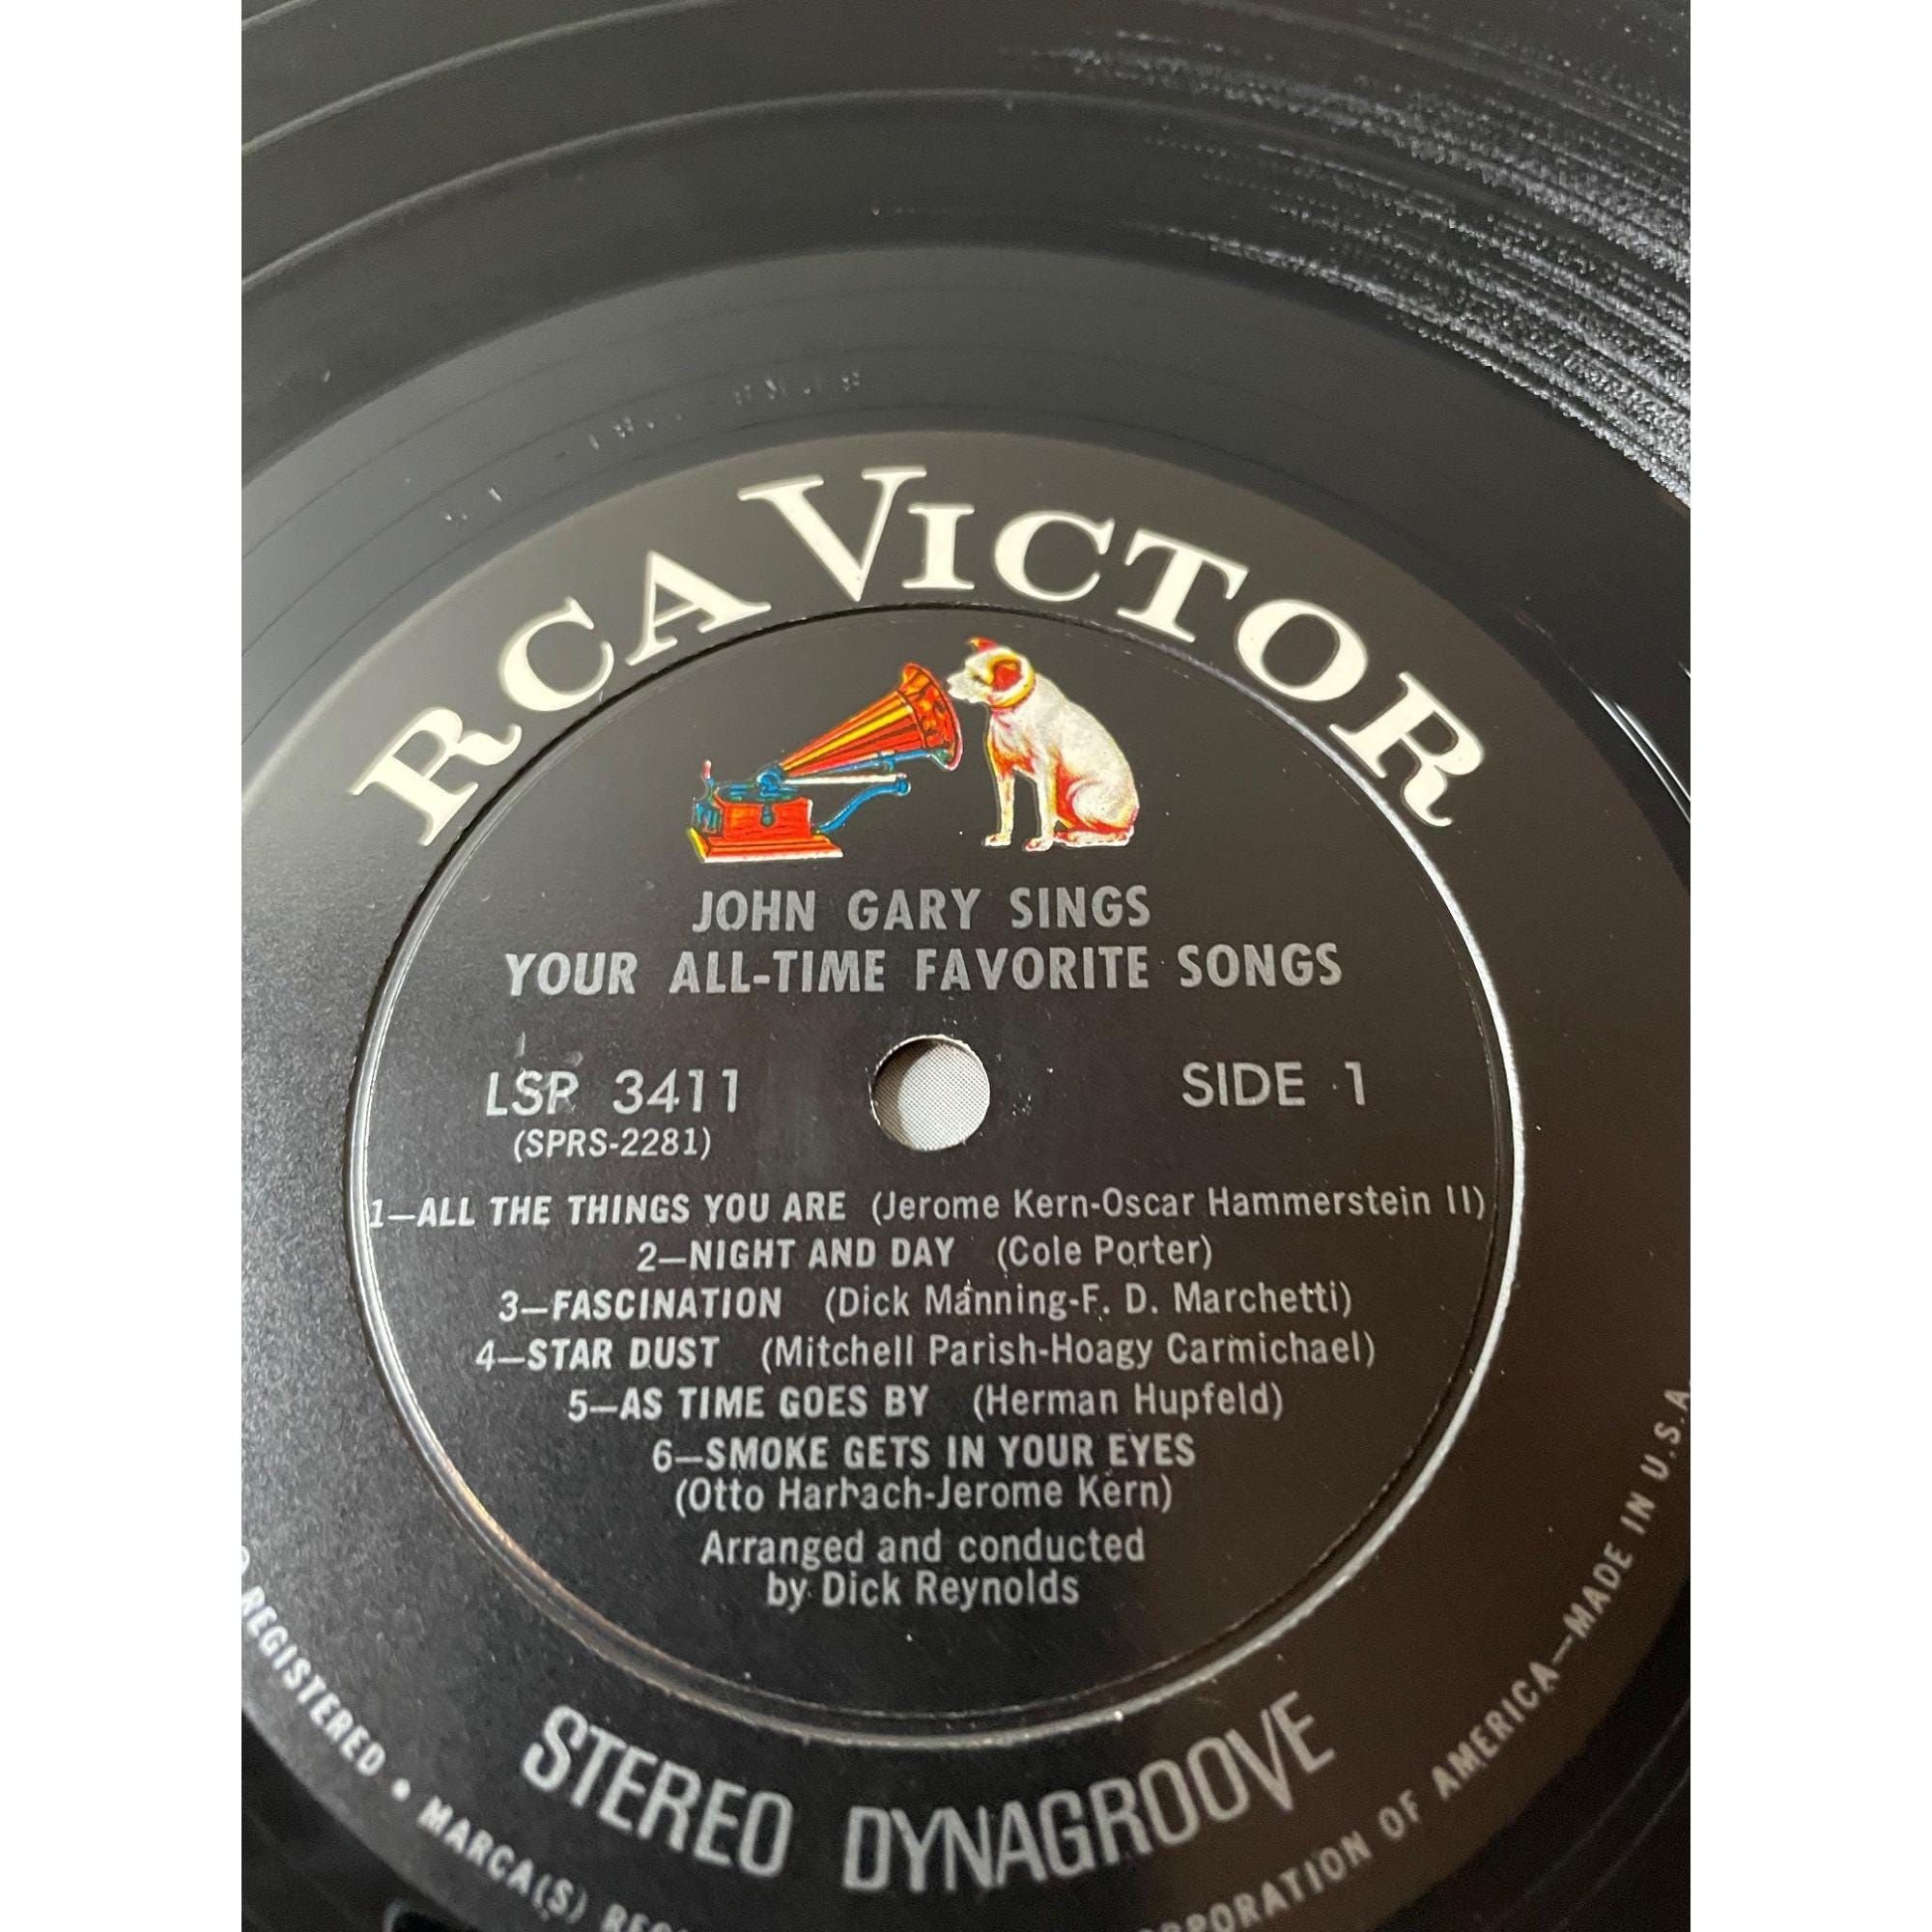 RCA VICTOR
JOHN GARY SINGS
YOUR ALL-TIME FAVORITE SONGS
LSP 3411
SIDE 1
(SPRS-2281)
1—ALL THE THINGS YOU ARE (Jerome Kern-Oscar Hammerstein II)
2—NIGHT AND DAY (Cole Porter)
3—FASCINATION (Dick Manning-F. D. Marchetti)
4—STAR DUST (Mitchell Parish-Hoagy Carmichael)
5—AS TIME GOES BY (Herman Hupfeld)
6—SMOKE GETS IN YOUR EYES
(Otto Harbach-Jerome Kern)
Arranged and conducted
by Dick Reynolds
STEREO DYNAGROOVE
REGISTERED • MARCA(S) OF AMERICA—MADE IN U.S.A.